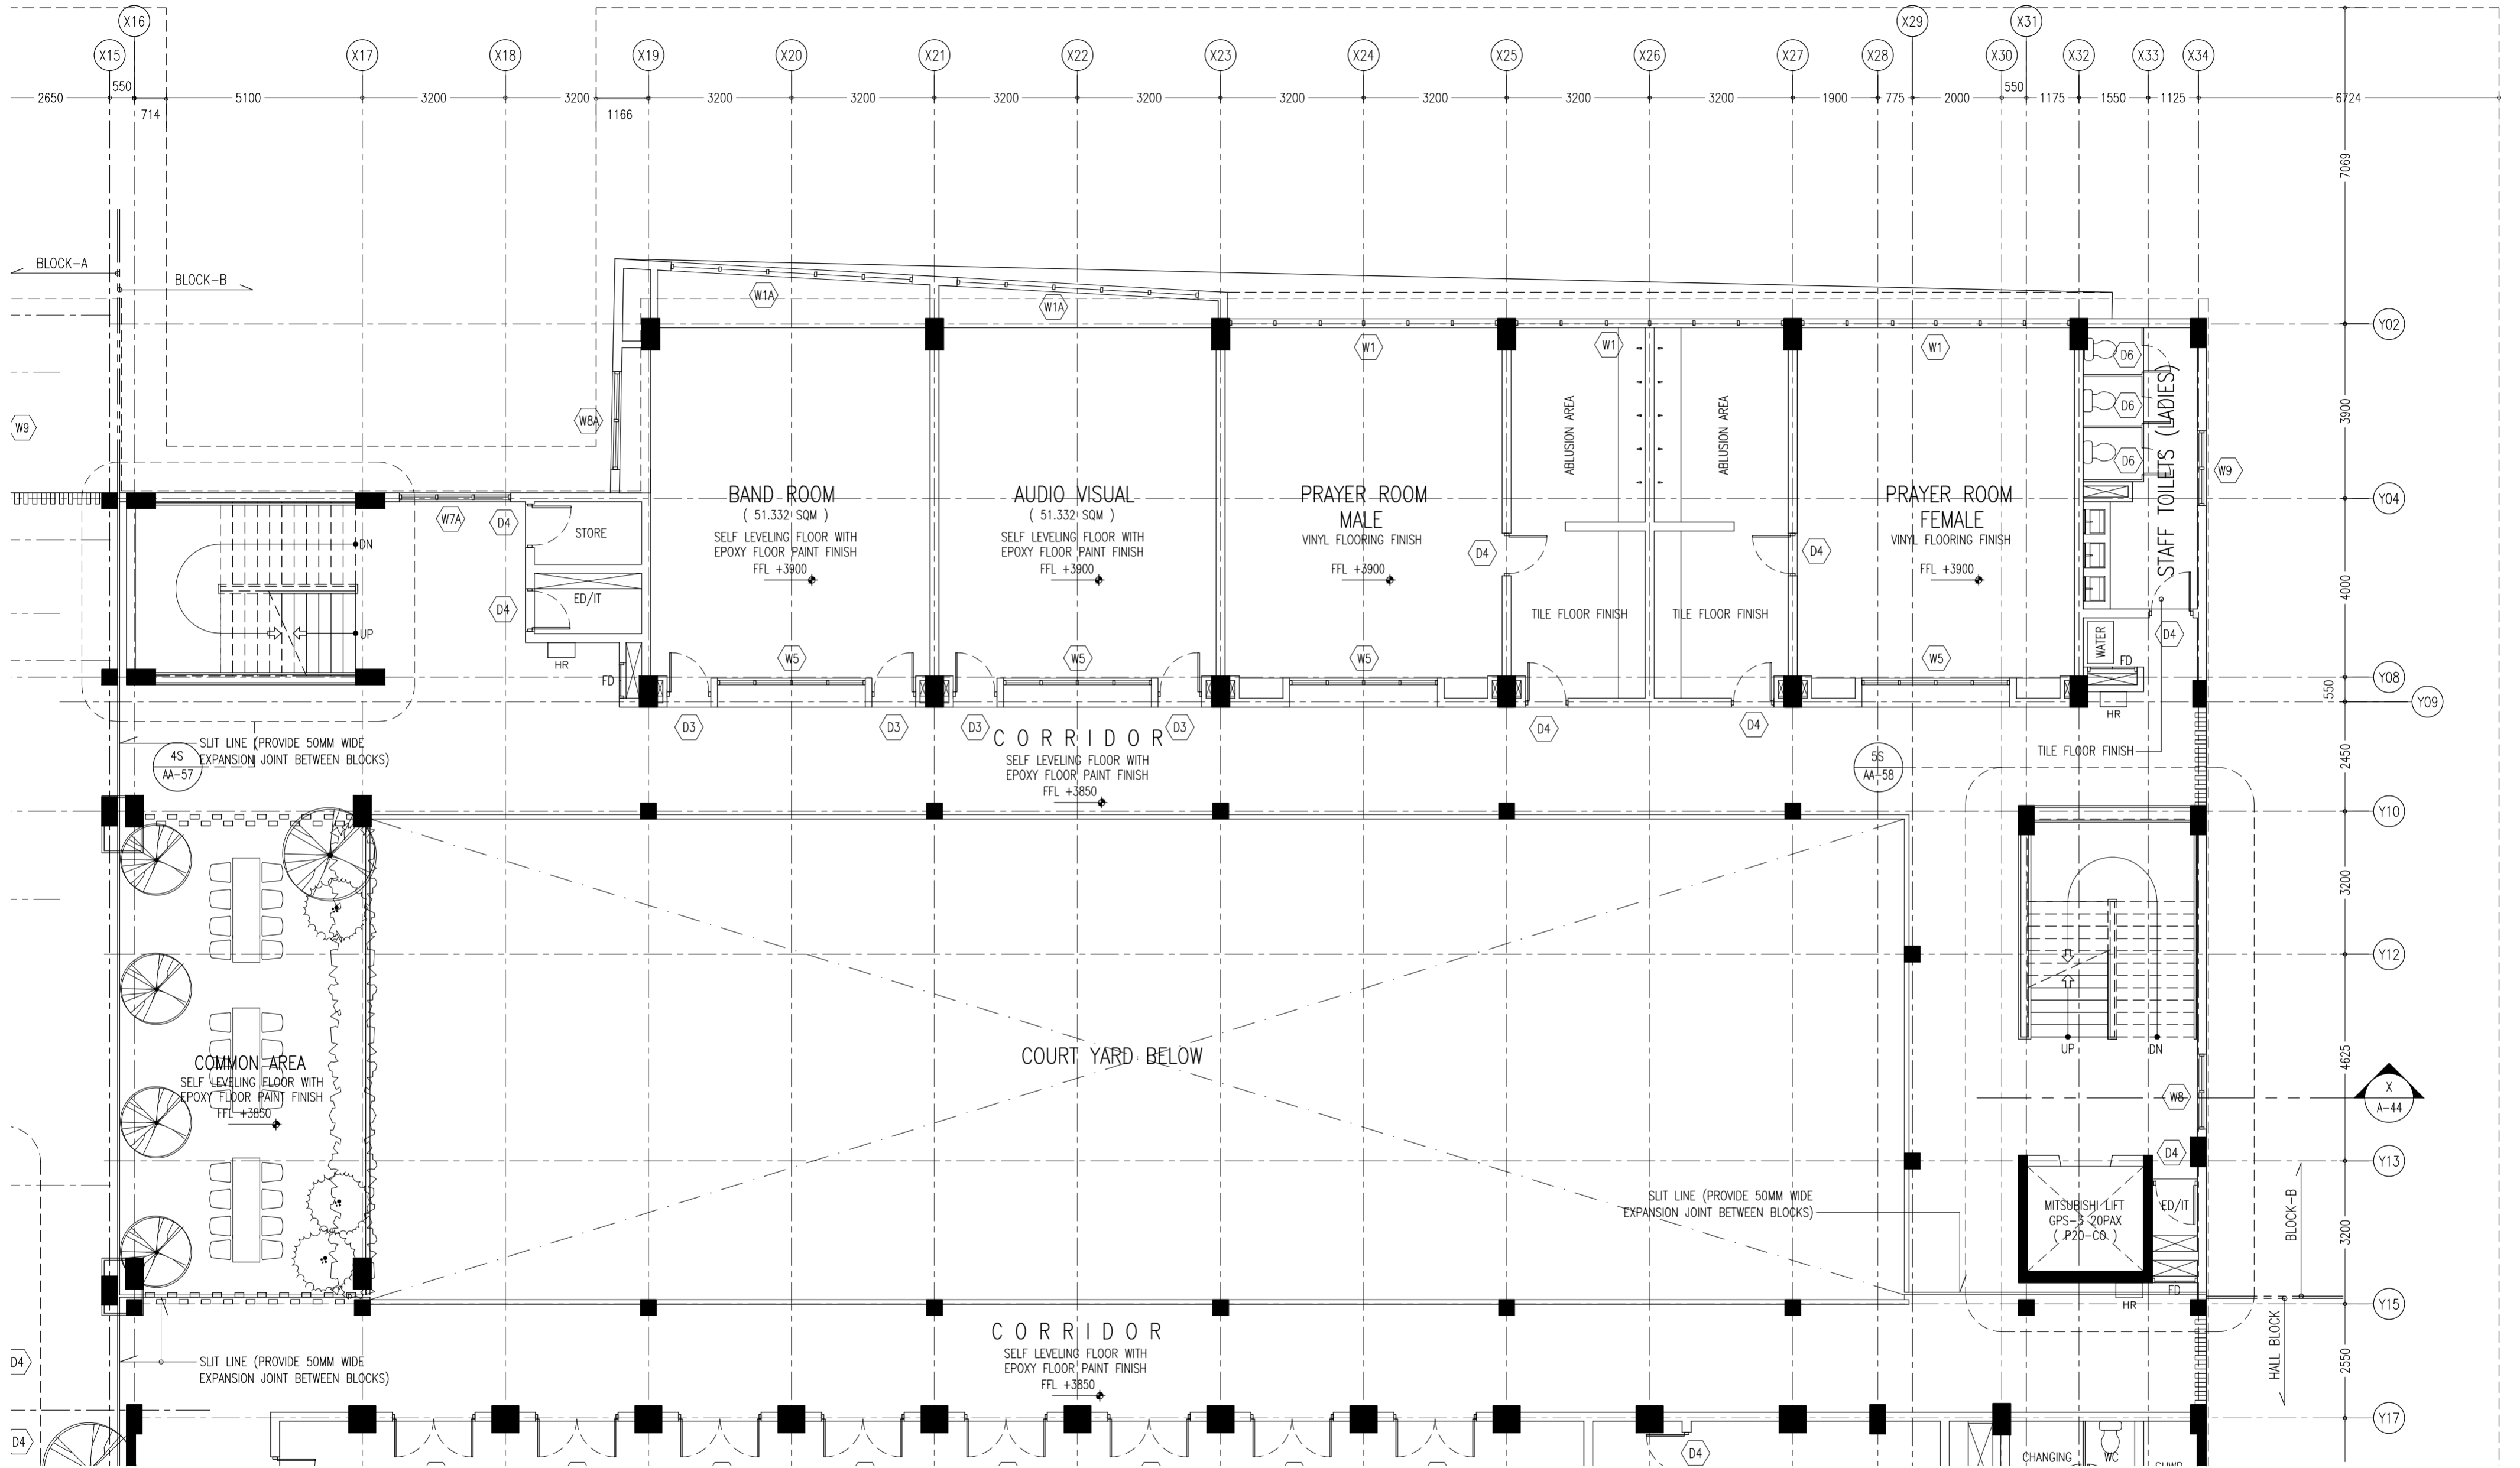 X16
X29
X31
X15
X17
X18
X19
X20
X21
X22
X23
X24
X25
X26
X27
X28
X30
X32
X33
X34
550
550
2650
5100
3200
3200
3200
3200
3200
3200
3200
3200
3200
3200
1900
775
2000
1175
1550
1125
6724
714
1166
7069
BLOCK-A
BLOCK-B
W1A
W1A
Y02
W1
W1
W1
D6
W8A
W9
3900
D6
ABLUSION AREA
ABLUSION AREA
STAFF TOILTS (LADIES)
D6
W9
BAND ROOM
( 51.332 SQM )
SELF LEVELING FLOOR WITH
EPOXY FLOOR PAINT FINISH
FFL +3900
AUDIO VISUAL
( 51.332 SQM )
SELF LEVELING FLOOR WITH
EPOXY FLOOR PAINT FINISH
FFL +3900
PRAYER ROOM
MALE
VINYL FLOORING FINISH
FFL +3900
PRAYER ROOM
FEMALE
VINYL FLOORING FINISH
FFL +3900
Y04
W7A
D4
STORE
DN
D4
D4
4000
ED/IT
D4
TILE FLOOR FINISH
TILE FLOOR FINISH
UP
D4
WATER
HR
W5
W5
W5
W5
FD
FD
Y08
550
Y09
HR
D3
D3
D3
D3
D4
D4
SLIT LINE (PROVIDE 50MM WIDE
EXPANSION JOINT BETWEEN BLOCKS)
4S
AA-57
CORRIDOR
SELF LEVELING FLOOR WITH
EPOXY FLOOR PAINT FINISH
FFL +3850
5S
AA-58
TILE FLOOR FINISH
2450
Y10
3200
Y12
COMMON AREA
SELF LEVELING FLOOR WITH
EPOXY FLOOR PAINT FINISH
FFL +3850
COURT YARD BELOW
UP
DN
4625
W8
X
A-44
D4
Y13
SLIT LINE (PROVIDE 50MM WIDE
EXPANSION JOINT BETWEEN BLOCKS)
MITSUBISHI LIFT
GPS-3 20PAX
( P20-CO )
ED/IT
BLOCK-B
3200
FD
HR
Y15
CORRIDOR
SELF LEVELING FLOOR WITH
EPOXY FLOOR PAINT FINISH
FFL +3850
HALL BLOCK
2550
D4
SLIT LINE (PROVIDE 50MM WIDE
EXPANSION JOINT BETWEEN BLOCKS)
Y17
D4
D4
CHANGING
WC